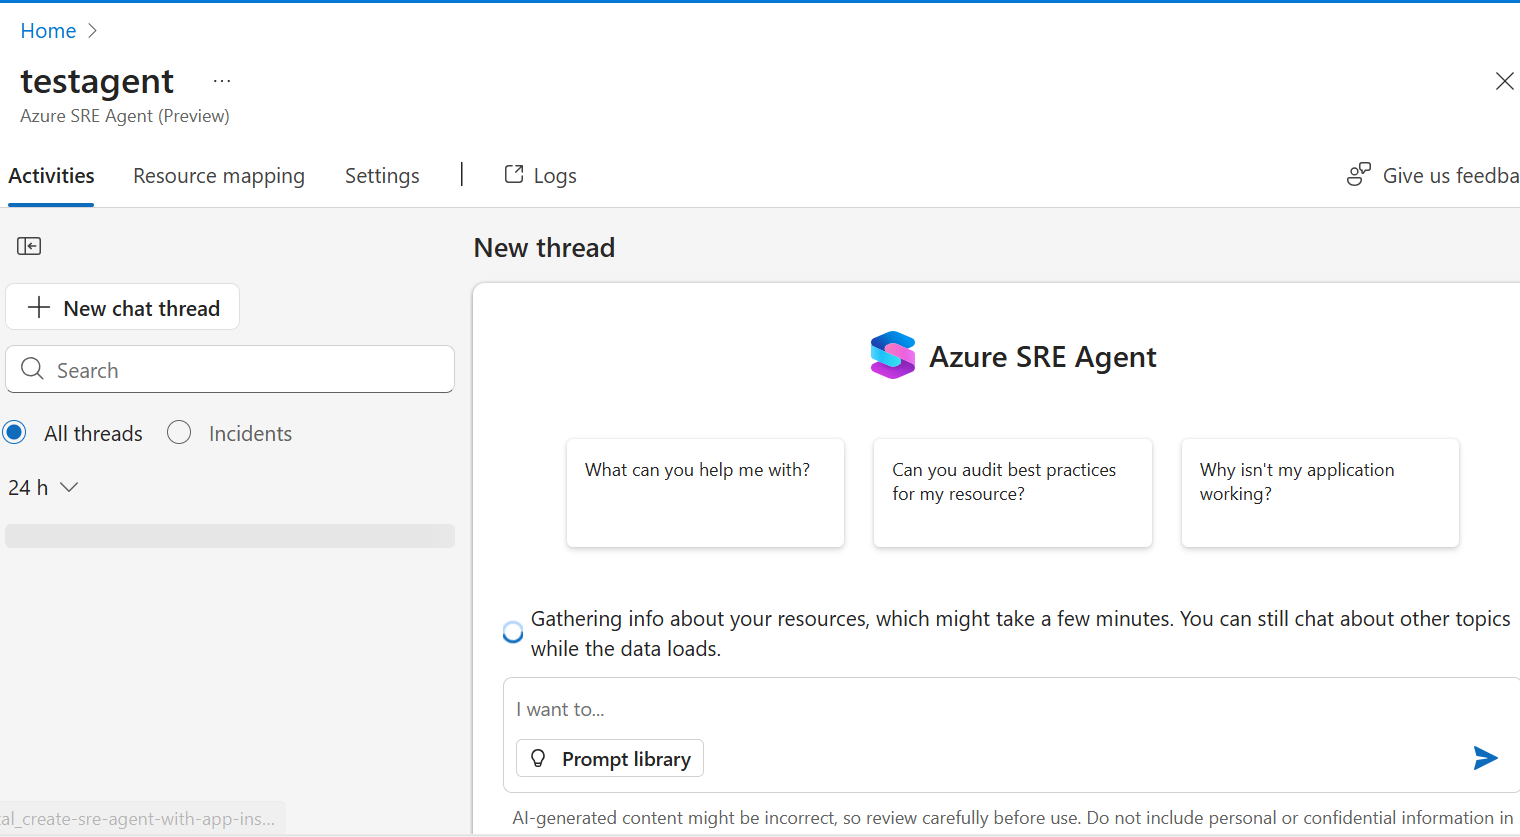 Home
testagent ...
Azure SRE Agent (Preview)
Activities Resource mapping Settings | Logs Give us feedba
New thread
New chat thread
Search
All threads Incidents
24 h
Azure SRE Agent
What can you help me with?
Can you audit best practices
for my resource?
Why isn't my application
working?
Gathering info about your resources, which might take a few minutes. You can still chat about other topics
while the data loads.
I want to...
Prompt library
al_create-sre-agent-with-app-ins...
AI-generated content might be incorrect, so review carefully before use. Do not include personal or confidential information in